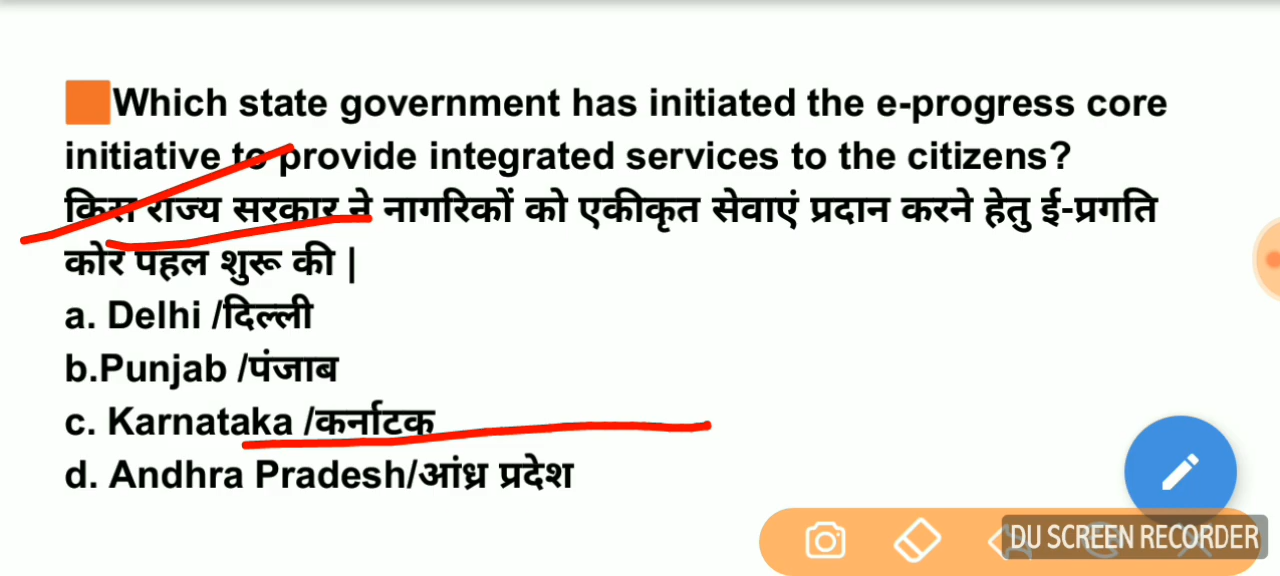 Which state government has initiated the e-progress core
initiative to provide integrated services to the citizens?
किस राज्य सरकार ने नागरिकों को एकीकृत सेवाएं प्रदान करने हेतु ई-प्रगति
कोर पहल शुरू की |
a. Delhi /दिल्ली
b.Punjab /पंजाब
c. Karnataka /कर्नाटक
d. Andhra Pradesh/आंध्र प्रदेश
DU SCREEN RECORDER